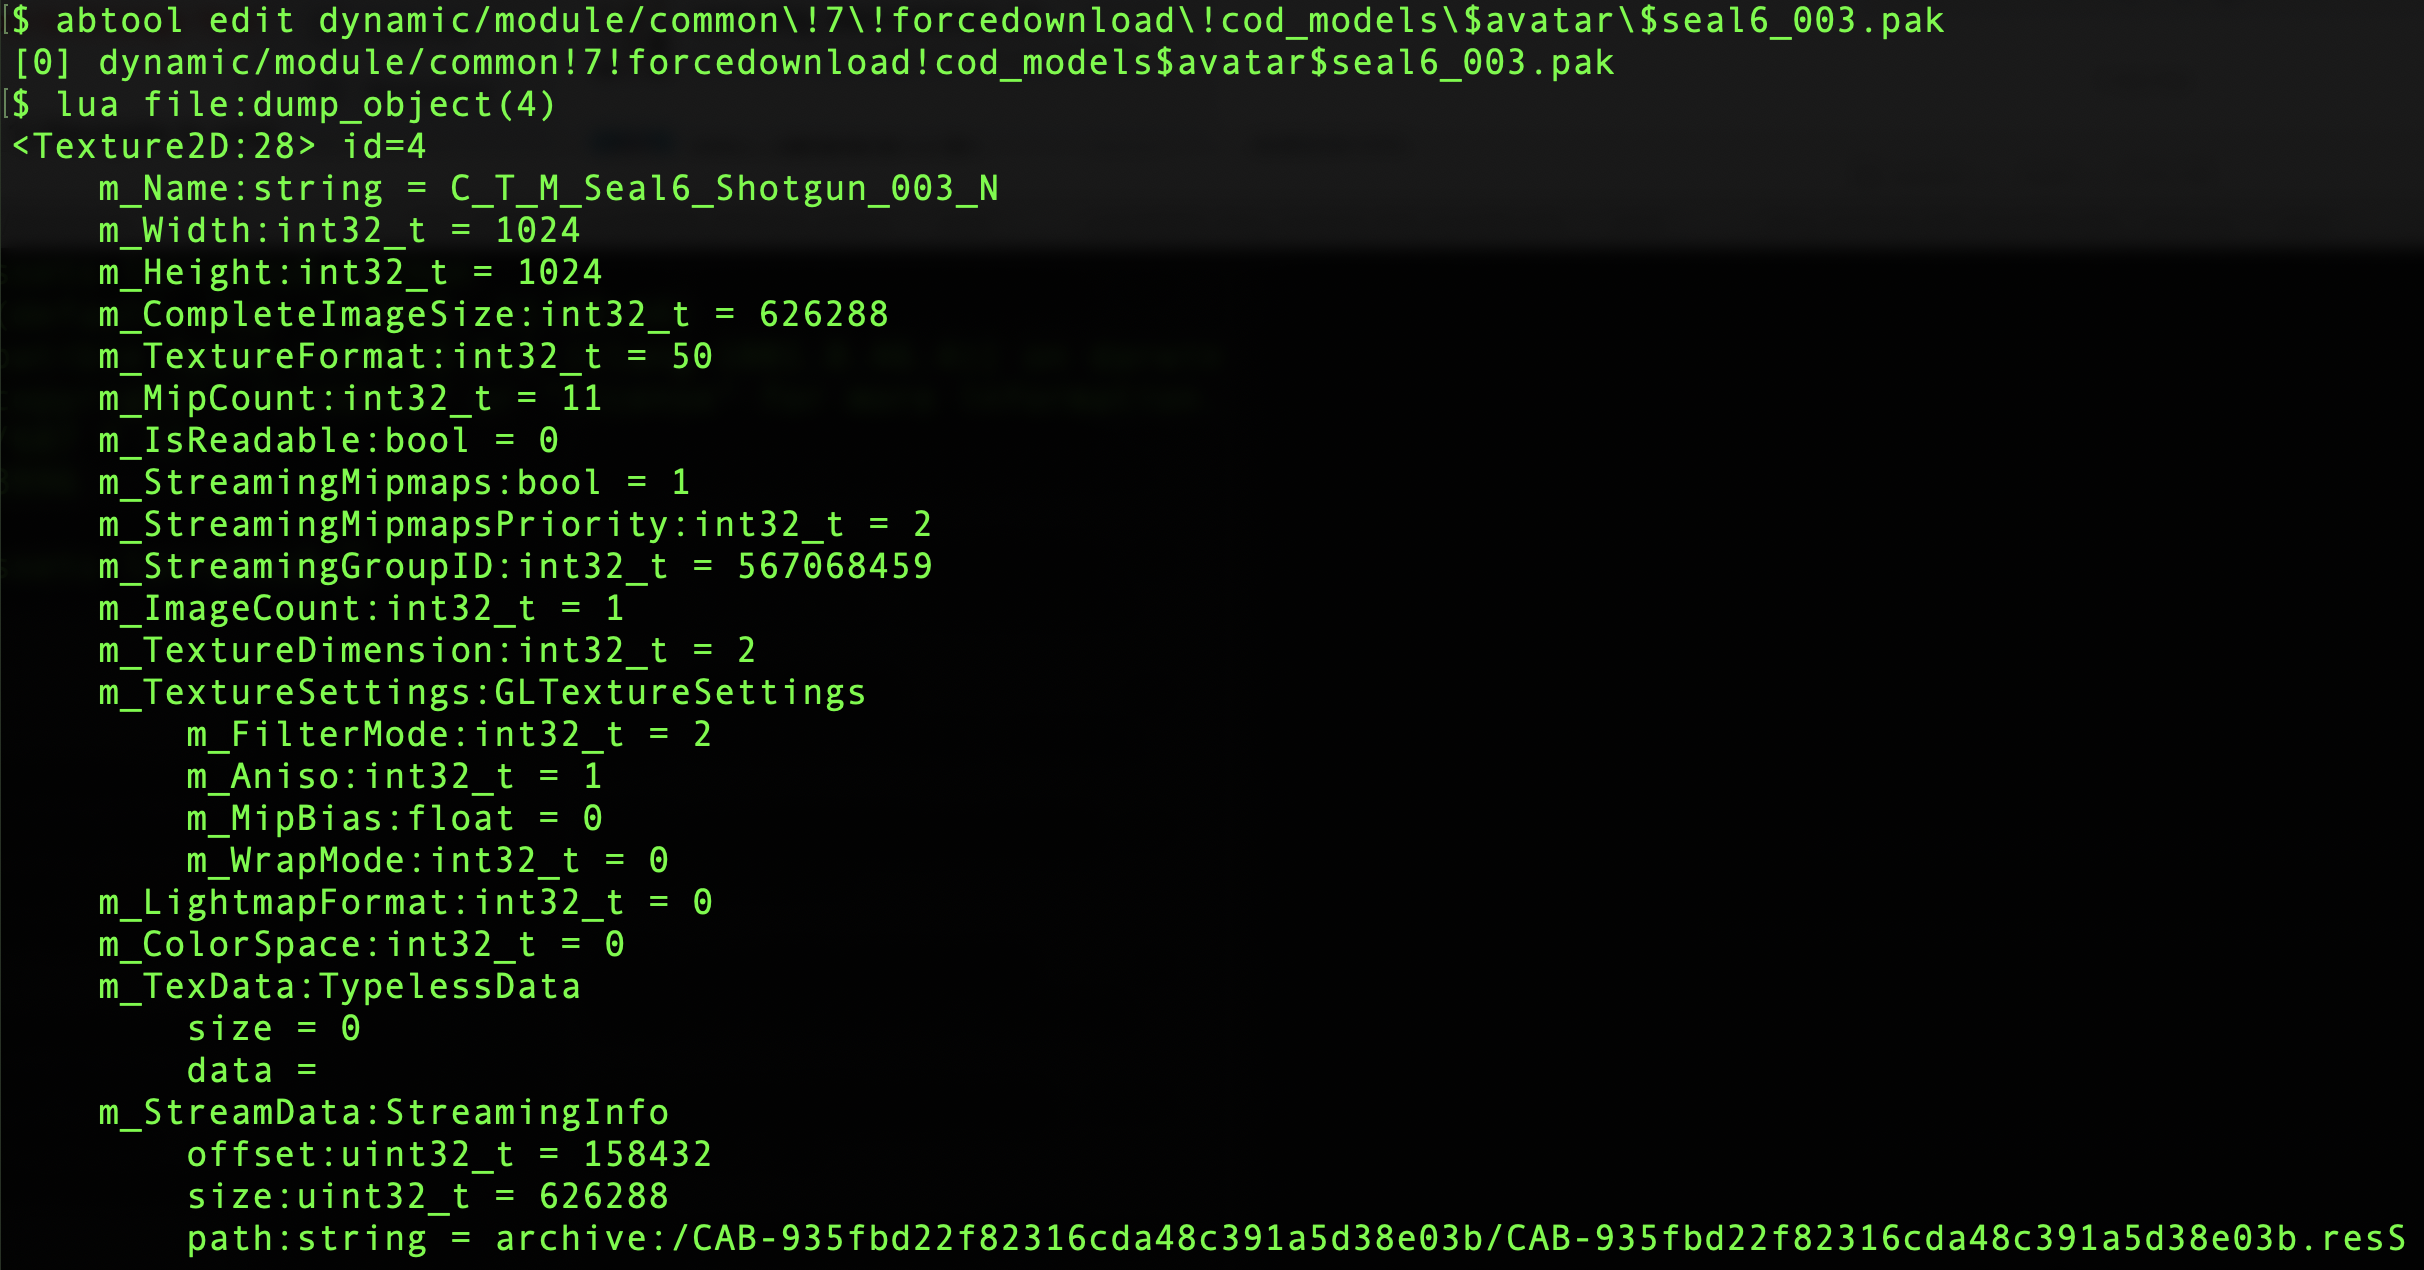 [$ abtool edit dynamic/module/common\!7\!forcedownload\!cod_models\$avatar\$seal6_003.pak
[0] dynamic/module/common!7!forcedownload!cod_models$avatar$seal6_003.pak
[$ lua file:dump_object(4)
<Texture2D:28> id=4
    m_Name:string = C_T_M_Seal6_Shotgun_003_N
    m_Width:int32_t = 1024
    m_Height:int32_t = 1024
    m_CompleteImageSize:int32_t = 626288
    m_TextureFormat:int32_t = 50
    m_MipCount:int32_t = 11
    m_IsReadable:bool = 0
    m_StreamingMipmaps:bool = 1
    m_StreamingMipmapsPriority:int32_t = 2
    m_StreamingGroupID:int32_t = 567068459
    m_ImageCount:int32_t = 1
    m_TextureDimension:int32_t = 2
    m_TextureSettings:GLTextureSettings
        m_FilterMode:int32_t = 2
        m_Aniso:int32_t = 1
        m_MipBias:float = 0
        m_WrapMode:int32_t = 0
    m_LightmapFormat:int32_t = 0
    m_ColorSpace:int32_t = 0
    m_TexData:TypelessData
        size = 0
        data =
    m_StreamData:StreamingInfo
        offset:uint32_t = 158432
        size:uint32_t = 626288
        path:string = archive:/CAB-935fbd22f82316cda48c391a5d38e03b/CAB-935fbd22f82316cda48c391a5d38e03b.resS